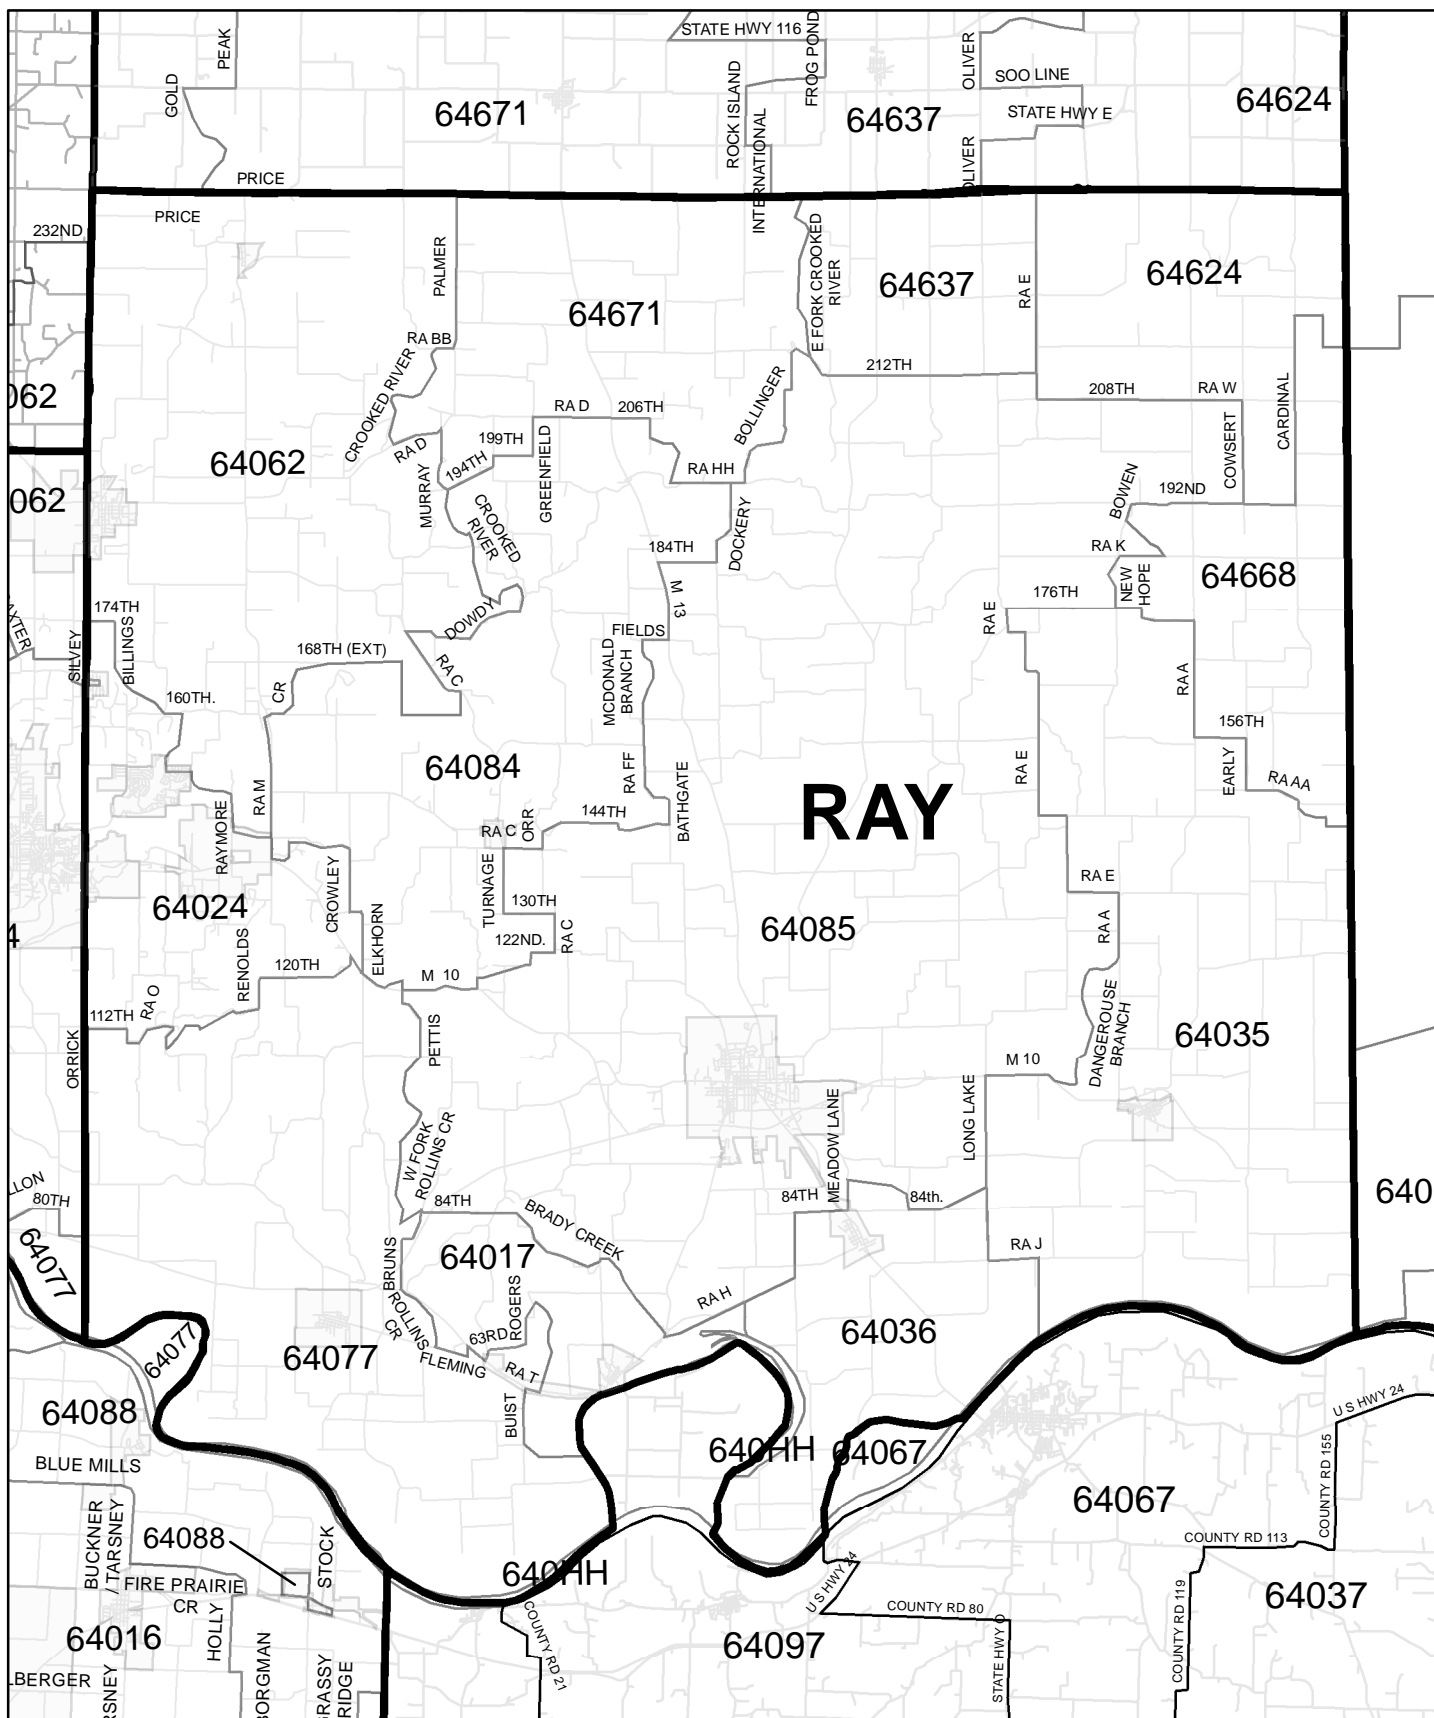 STATE HWY 116
PEAK
GOLD
FROG POND
OLIVER
SOO LINE
64671
ROCK ISLAND
64637
STATE HWY E
64624
INTERNATIONAL
OLIVER
PRICE
PRICE
232ND
PALMER
E FORK CROOKED
RIVER
64637
RA E
64624
64671
RA BB
CROOKED RIVER
212TH
208TH
RA W
062
RA D
206TH
BOLLINGER
CARDINAL
64062
RA D
199TH
194TH
GREENFIELD
RA HH
COWSERT
062
MURRAY
CROOKED
RIVER
DOCKERY
BOWEN
192ND
184TH
RA K
64668
NEW
HOPE
176TH
174TH
M 13
RA E
DOWDY
FIELDS
SILVEY
BILLINGS
168TH (EXT)
RA C
MCDONALD
BRANCH
RA A
160TH.
CR
156TH
64084
RA FF
BATHGATE
RAY
RA E
EARLY
RA AA
RA M
RAYMORE
144TH
RA C
ORR
CROWLEY
TURNAGE
RA E
64024
130TH
64085
RA A
4
ELKHORN
122ND.
RA C
RENOLDS
120TH
M 10
112TH
RA O
PETTIS
DANGEROUSE
BRANCH
64035
ORRICK
M 10
LONG LAKE
W FORK
ROLLINS CR
MEADOW LANE
80TH
84TH
84TH
84th.
640
64077
BRADY CREEK
64017
BRUNS
RA J
ROGERS
RA H
ROLLINS
CR
63RD
64077
64077
FLEMING
RA T
64036
64088
BUIST
U S HWY 24
BLUE MILLS
640HH
64067
COUNTY RD 155
64067
BUCKNER
/ TARSNEY
64088
STOCK
COUNTY RD 113
FIRE PRAIRIE
CR
640HH
U S HWY 24
COUNTY RD 119
64037
COUNTY RD 80
64016
HOLLY
COUNTY RD 21
64097
STATE HWY O
BORGMAN